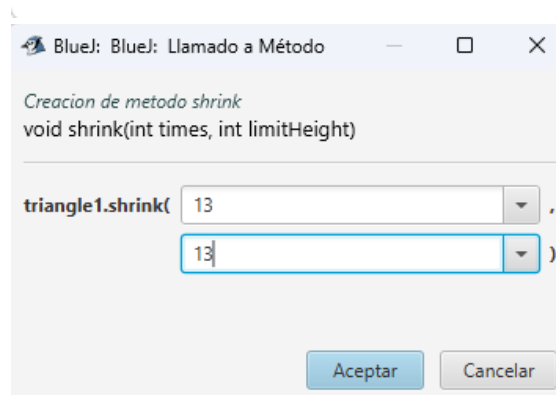 BlueJ: BlueJ: Llamado a Método
Creacion de metodo shrink
void shrink(int times, int limitHeight)
triangle1.shrink( 13 ,
13 )
Aceptar Cancelar